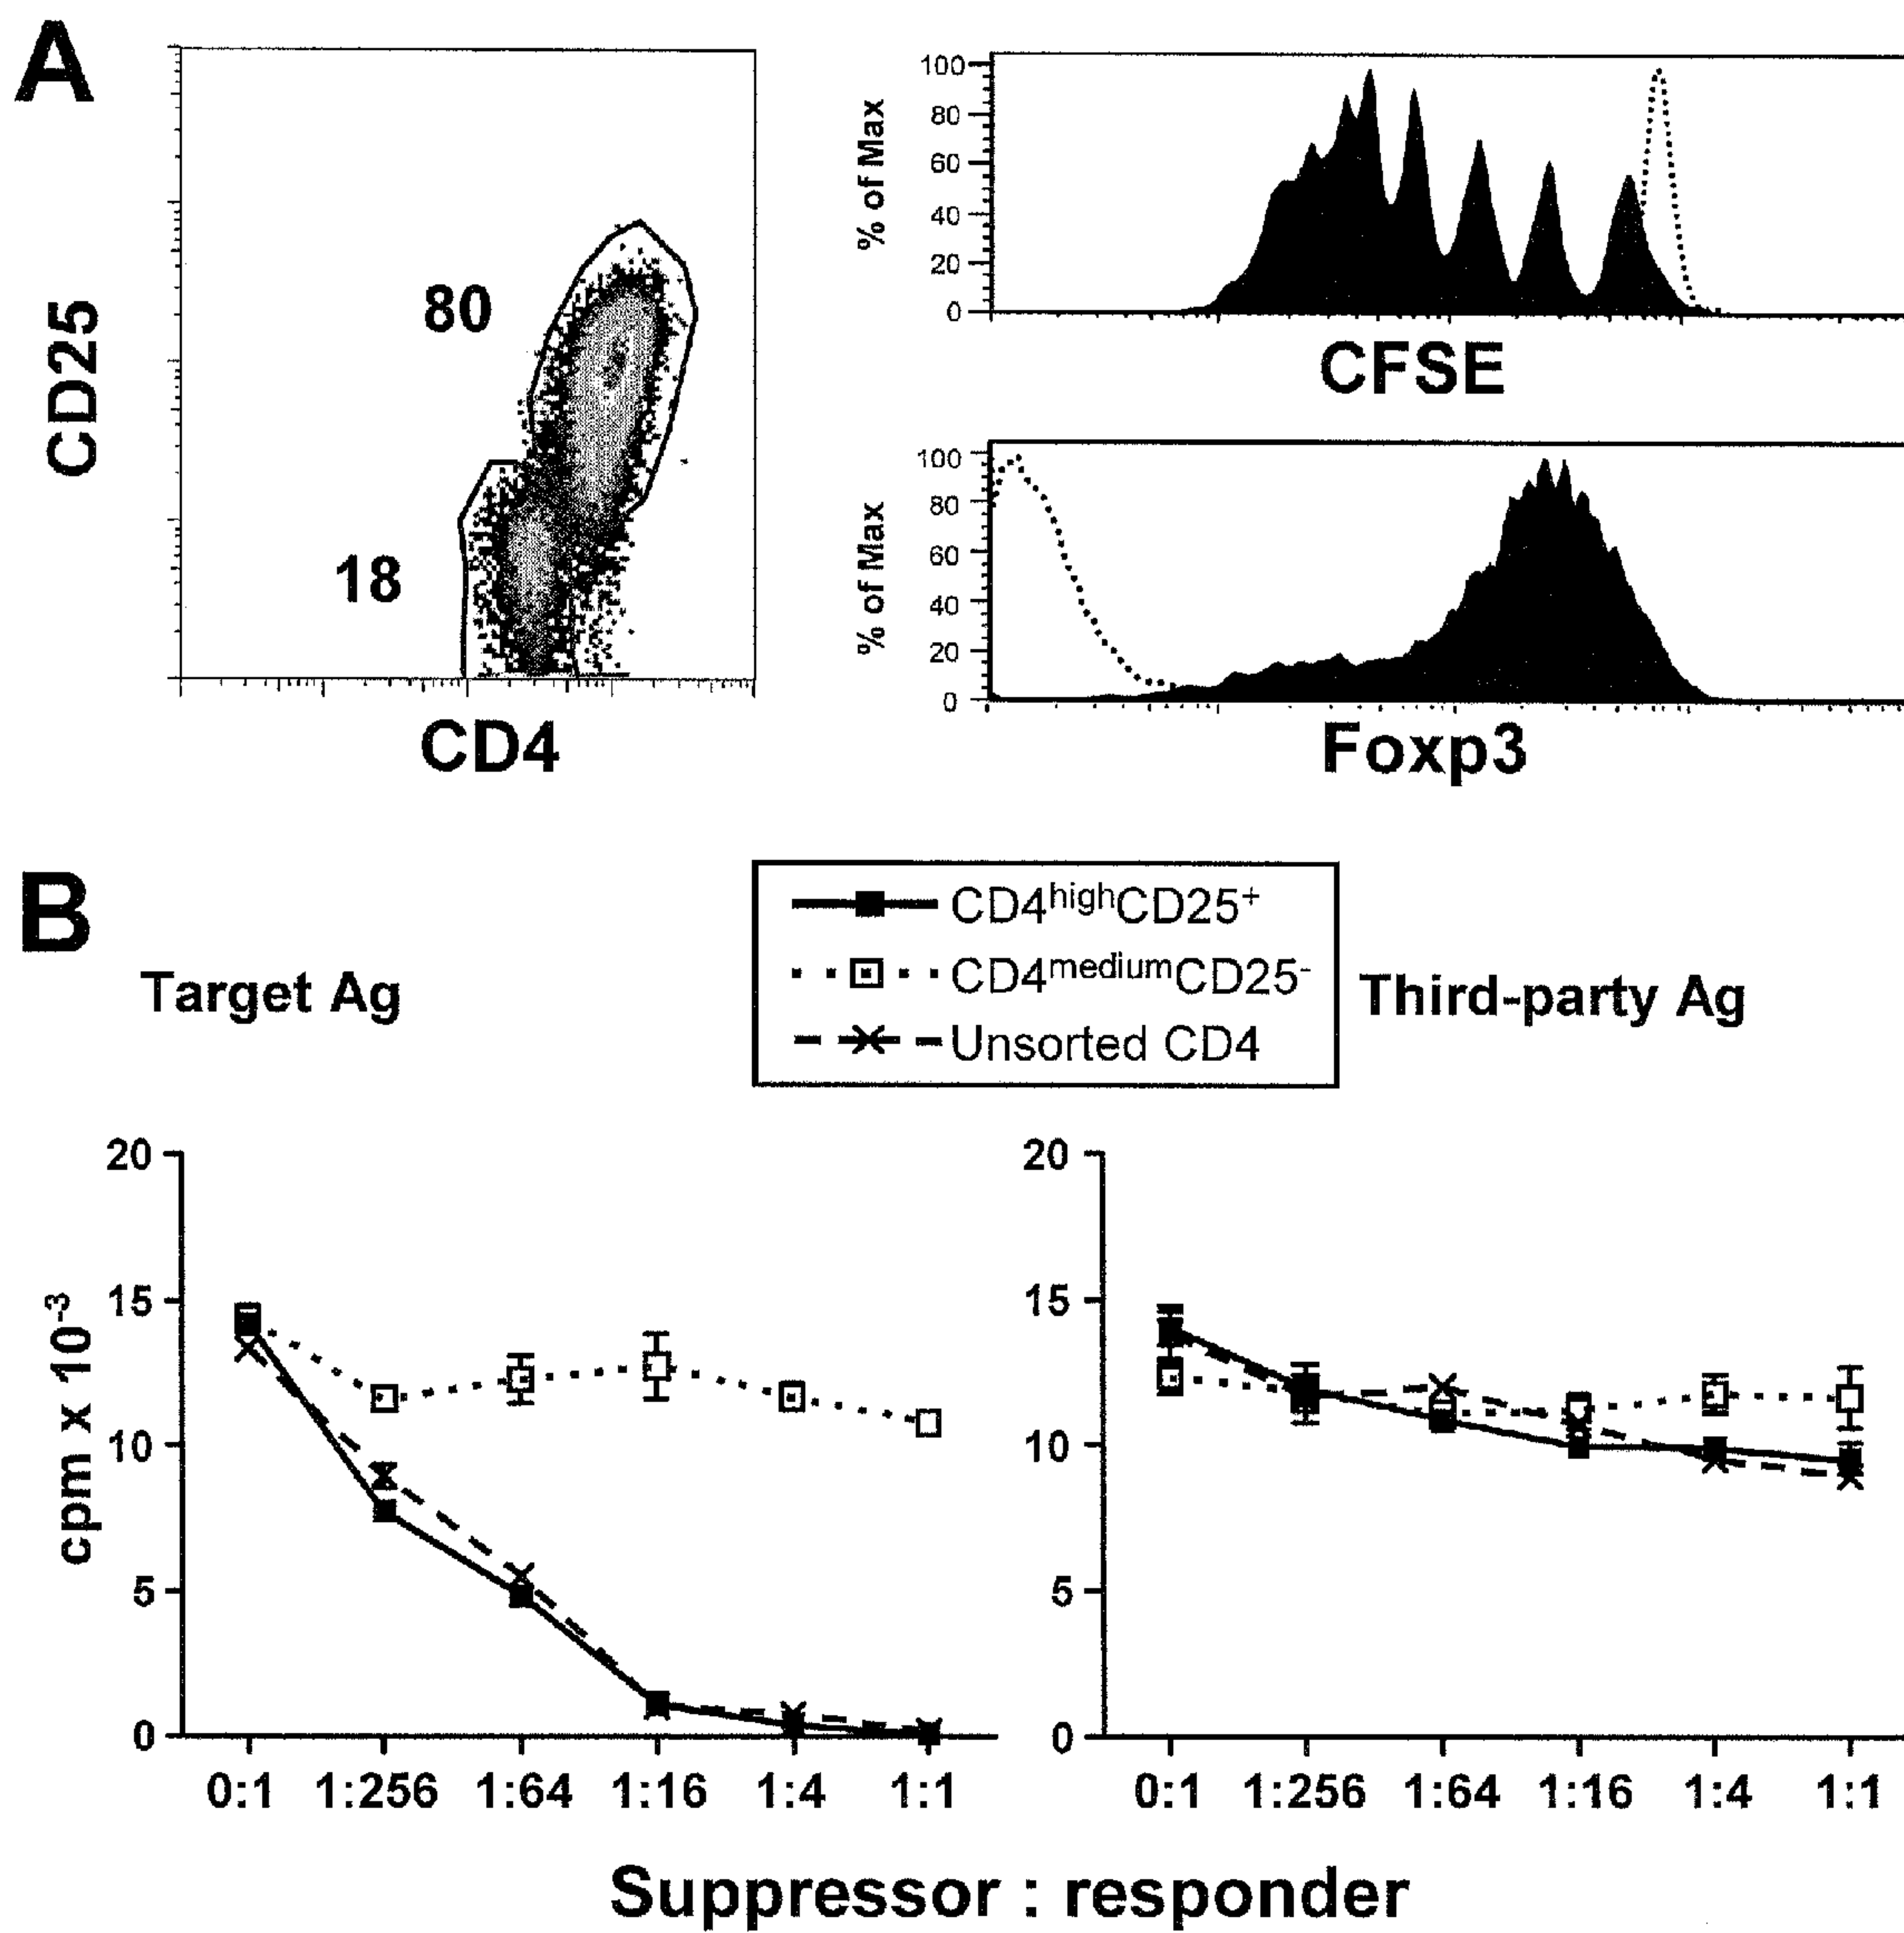 A
CD25
80
18
CD4
% of Max
100
80
60
40
20
0
CFSE
% of Max
100
80
60
40
20
0
Foxp3
B
CD4highCD25+
CD4mediumCD25-
Unsorted CD4
Target Ag
Third-party Ag
cpm x 10-3
20
15
10
5
0
0:1 1:256 1:64 1:16 1:4 1:1
20
15
10
5
0
0:1 1:256 1:64 1:16 1:4 1:1
Suppressor : responder